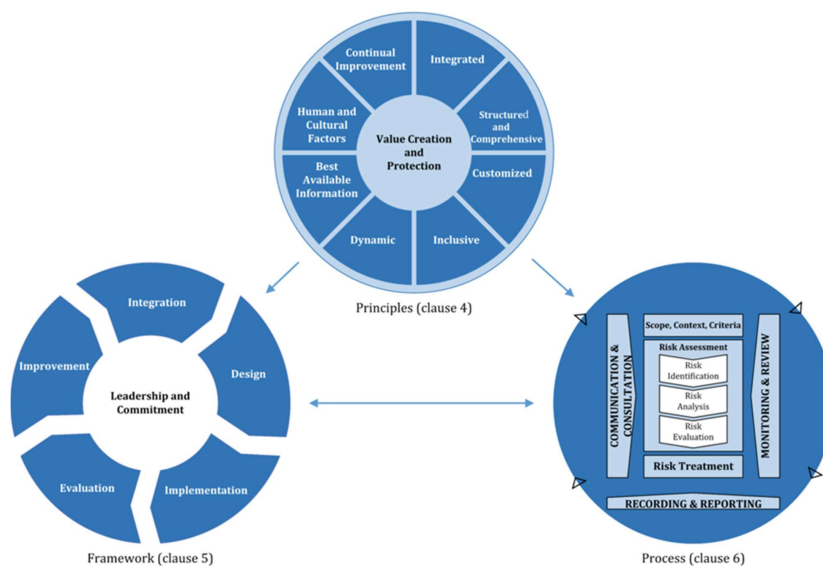 Continual
Improvement
Integrated
Human and
Cultural
Factors
Structured
and
Comprehensive
Value Creation
and
Protection
Best
Available
Information
Customized
Dynamic
Inclusive
Principles (clause 4)
Integration
Improvement
Design
Leadership and
Commitment
Evaluation
Implementation
Framework (clause 5)
Scope, Context, Criteria
Risk Assessment
Risk
Identification
Risk
Analysis
Risk
Evaluation
Risk Treatment
COMMUNICATION &
CONSULTATION
MONITORING & REVIEW
RECORDING & REPORTING
Process (clause 6)